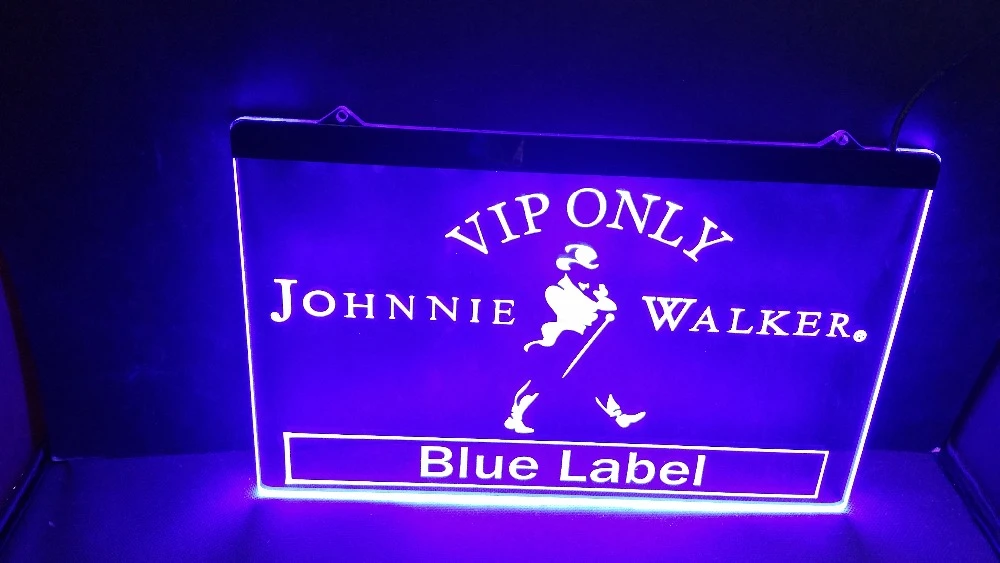 VIP ONLY
JOHNNIE WALKER®
Blue Label